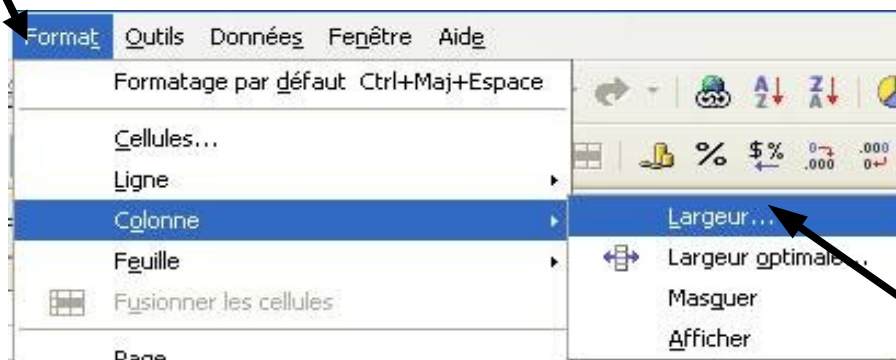 Format Outils Données Fenêtre Aide
Formatage par défaut Ctrl+Maj+Espace
Cellules...
Ligne
Colonne
Feuille
Fusionner les cellules
Page
Largeur...
Largeur optimale...
Masquer
Afficher